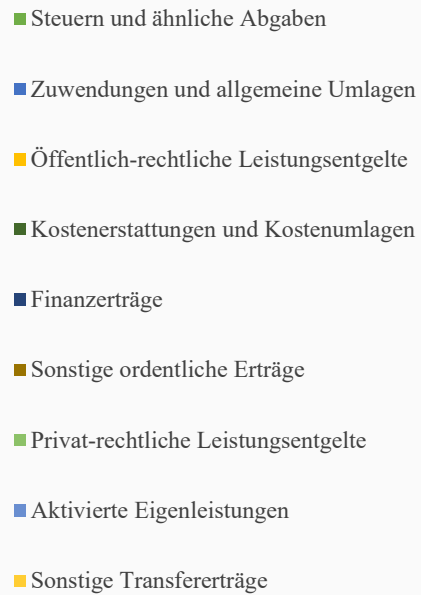 Steuern und ähnliche Abgaben
Zuwendungen und allgemeine Umlagen
Öffentlich-rechtliche Leistungsentgelte
Kostenerstattungen und Kostenumlagen
Finanzerträge
Sonstige ordentliche Erträge
Privat-rechtliche Leistungsentgelte
Aktivierte Eigenleistungen
Sonstige Transfererträge